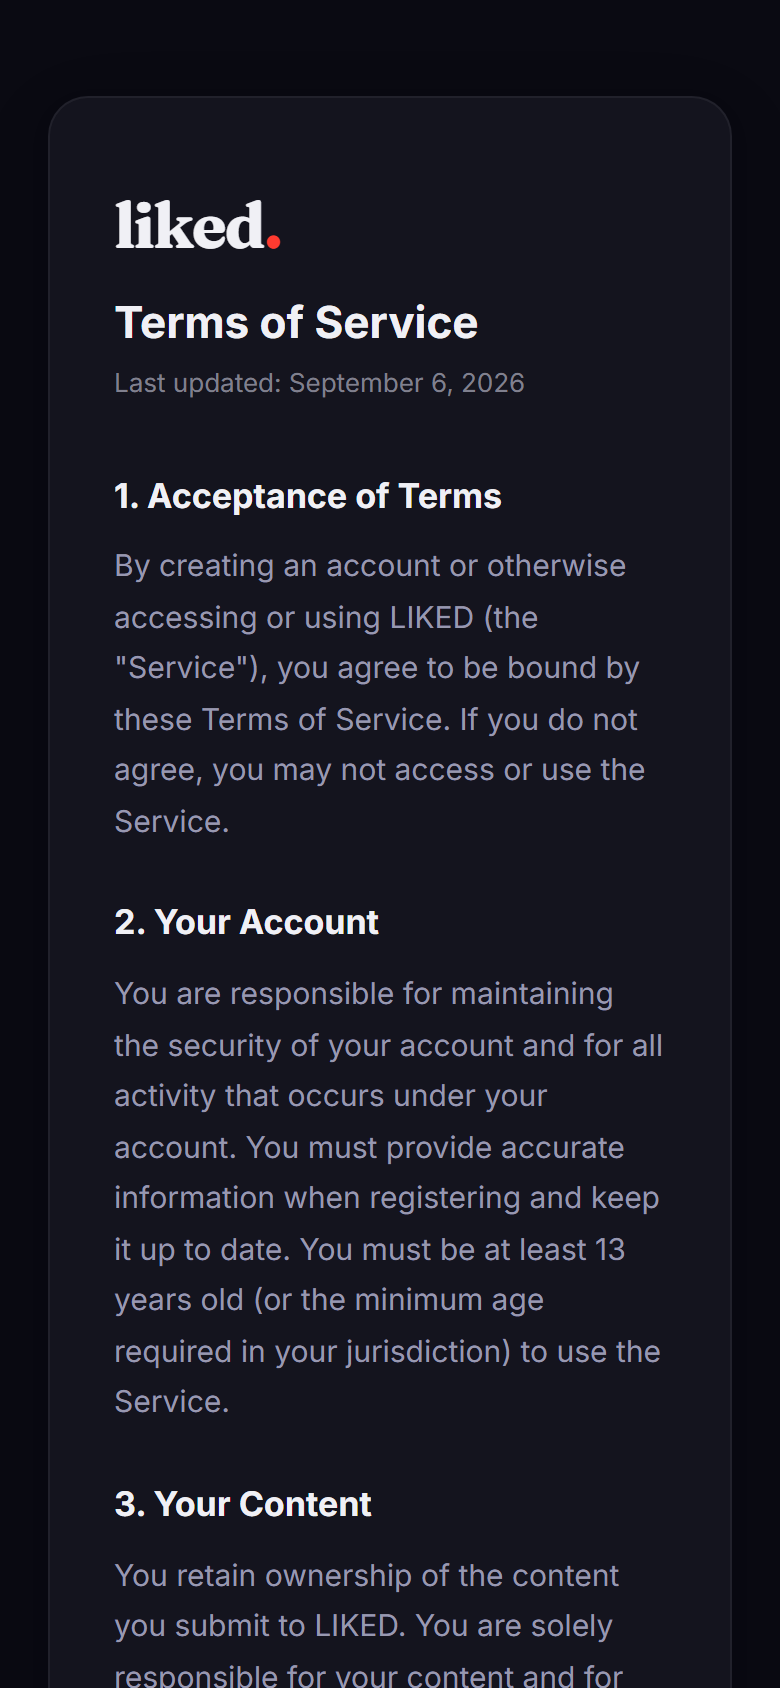 liked.
Terms of Service
Last updated: September 6, 2026
1. Acceptance of Terms
By creating an account or otherwise
accessing or using LIKED (the
"Service"), you agree to be bound by
these Terms of Service. If you do not
agree, you may not access or use the
Service.
2. Your Account
You are responsible for maintaining
the security of your account and for all
activity that occurs under your
account. You must provide accurate
information when registering and keep
it up to date. You must be at least 13
years old (or the minimum age
required in your jurisdiction) to use the
Service.
3. Your Content
You retain ownership of the content
you submit to LIKED. You are solely
responsible for your content and for